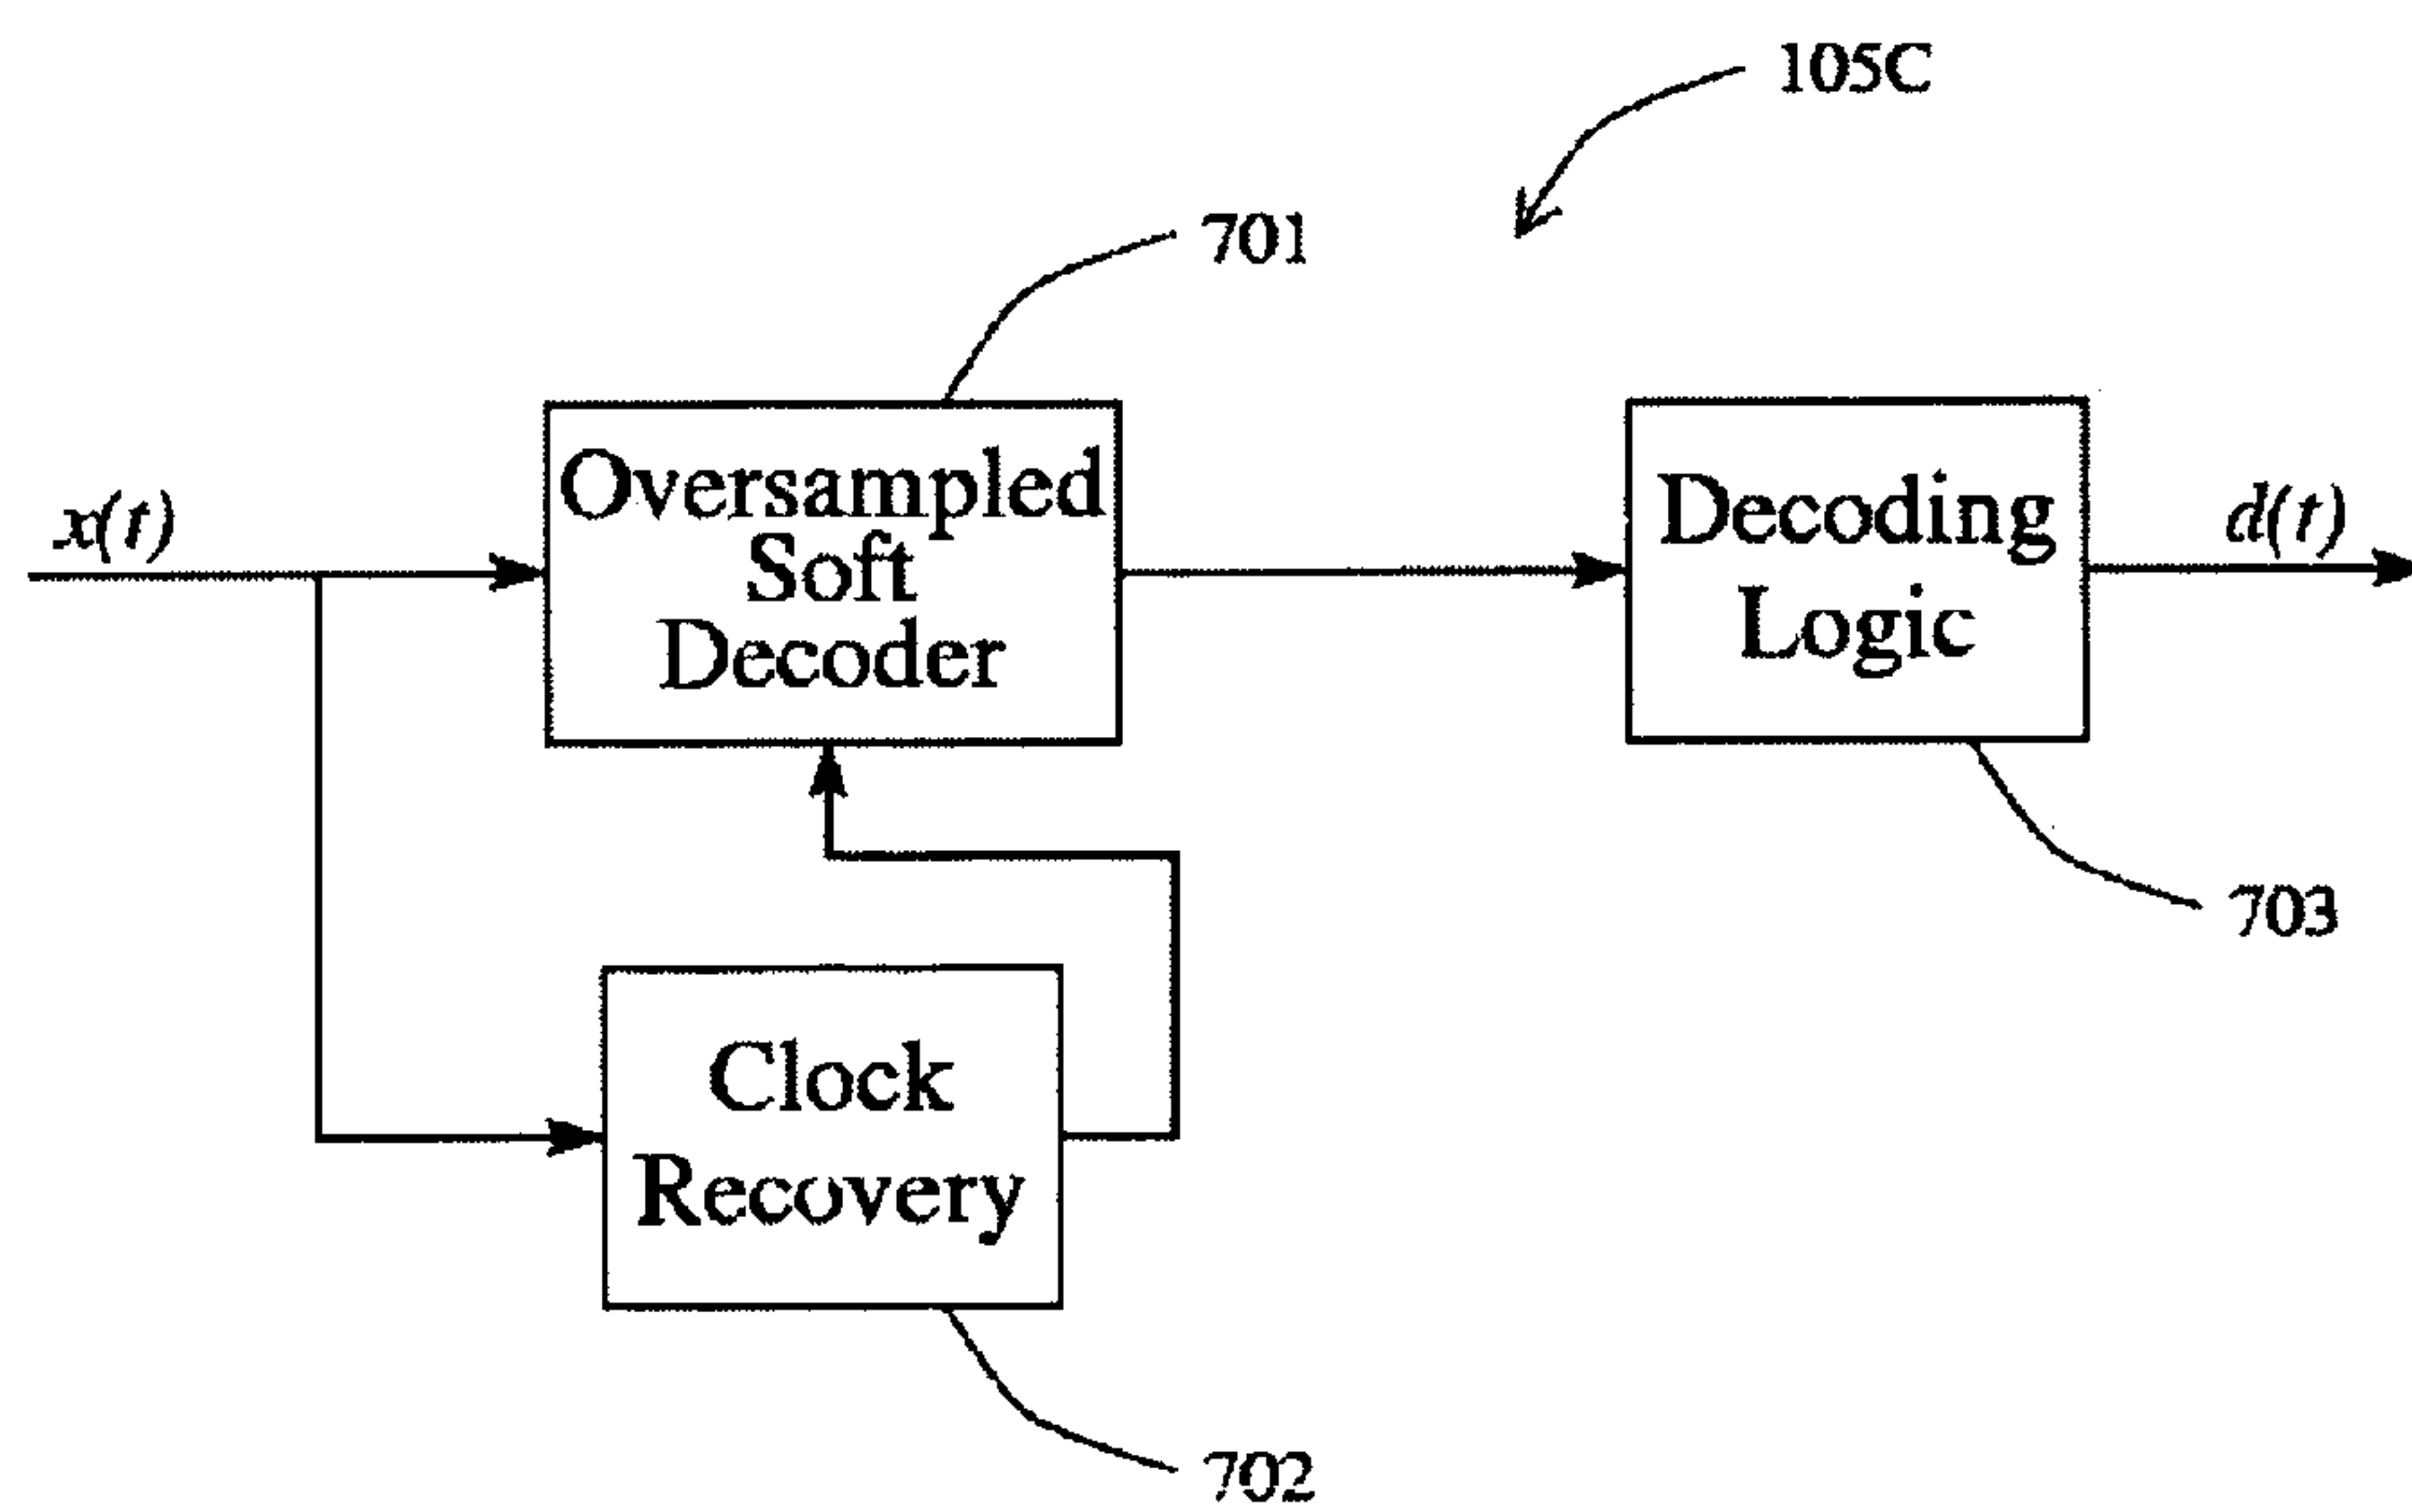 105C
701
x(t)
Oversampled
Soft
Decoder
Decoding
Logic
d(t)
703
Clock
Recovery
702